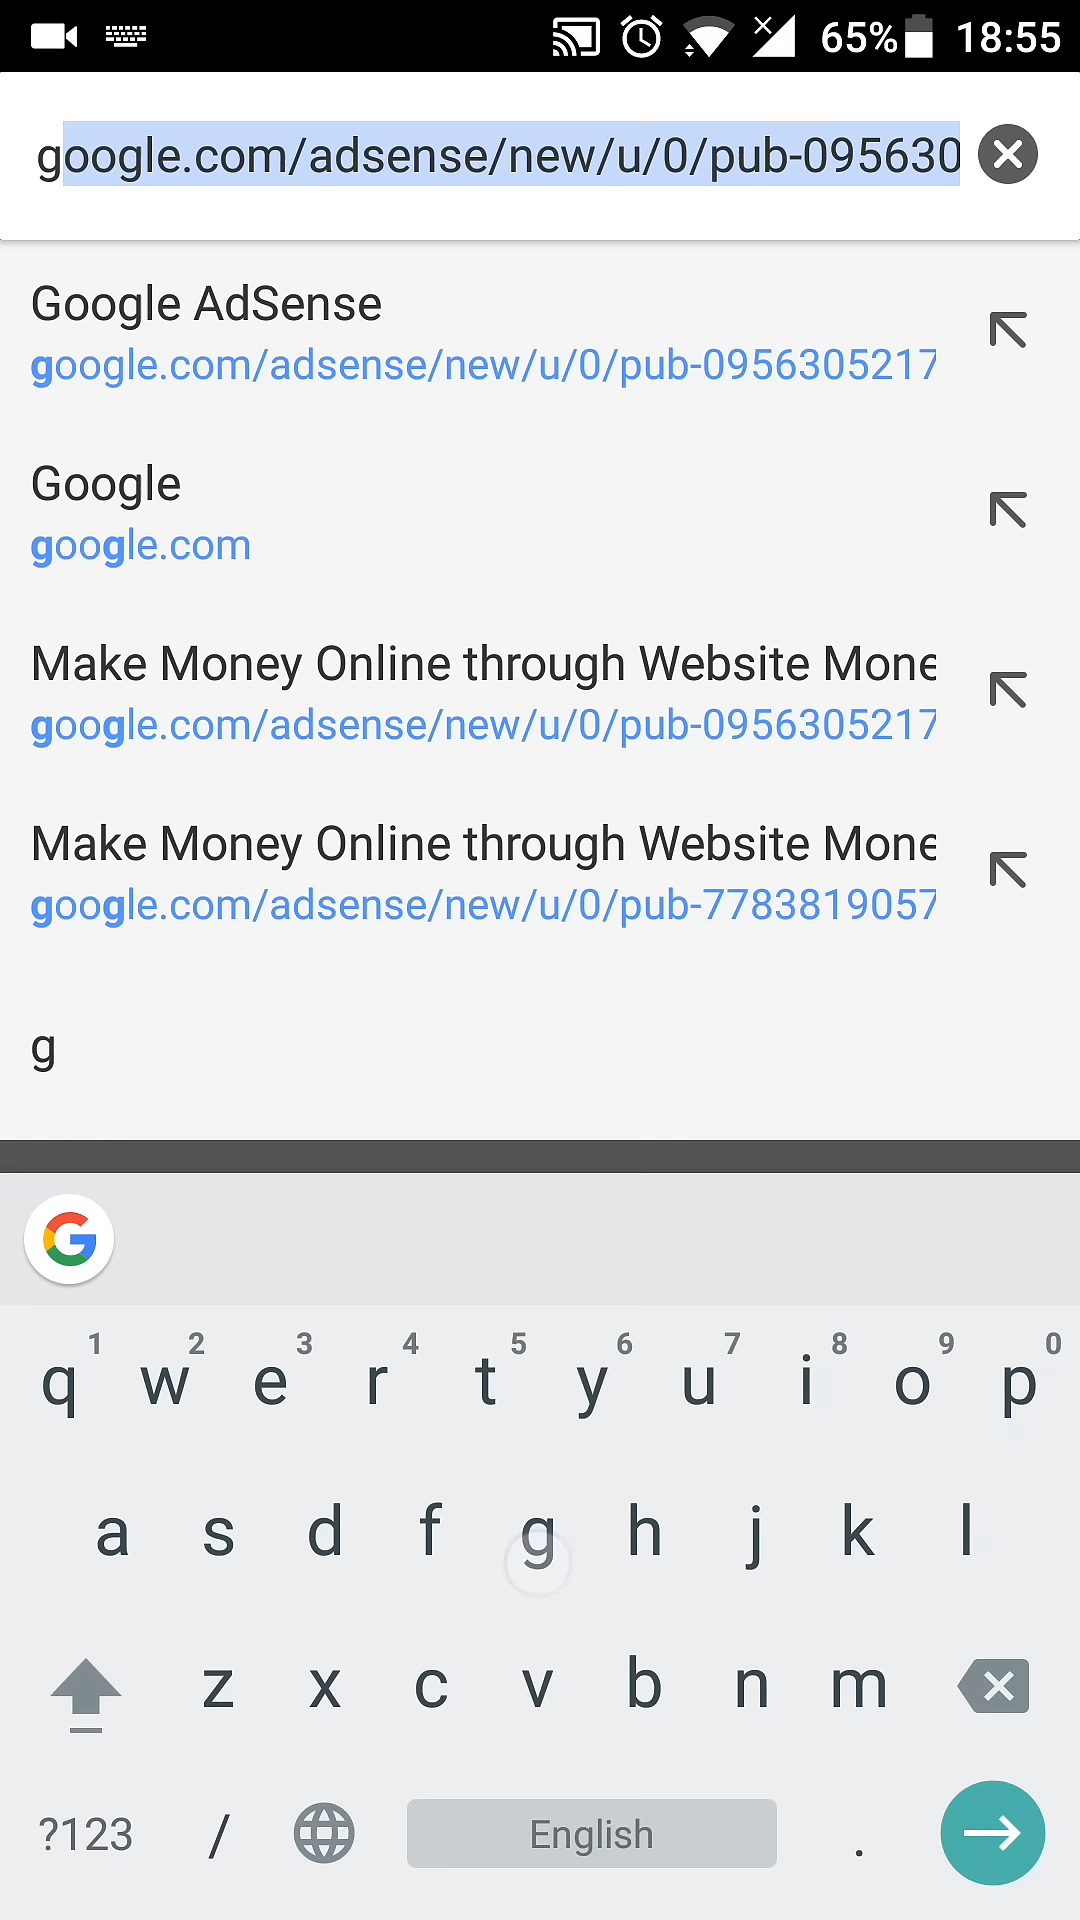 65% 18:55
google.com/adsense/new/u/0/pub-095630
Google AdSense
google.com/adsense/new/u/0/pub-0956305217
Google
google.com
Make Money Online through Website Mone
google.com/adsense/new/u/0/pub-0956305217
Make Money Online through Website Mone
google.com/adsense/new/u/0/pub-7783819057
g
G
1 2 3 4 5 6 7 8 9 0
q w e r t y u i o p
a s d f g h j k l
z x c v b n m
?123 / English .